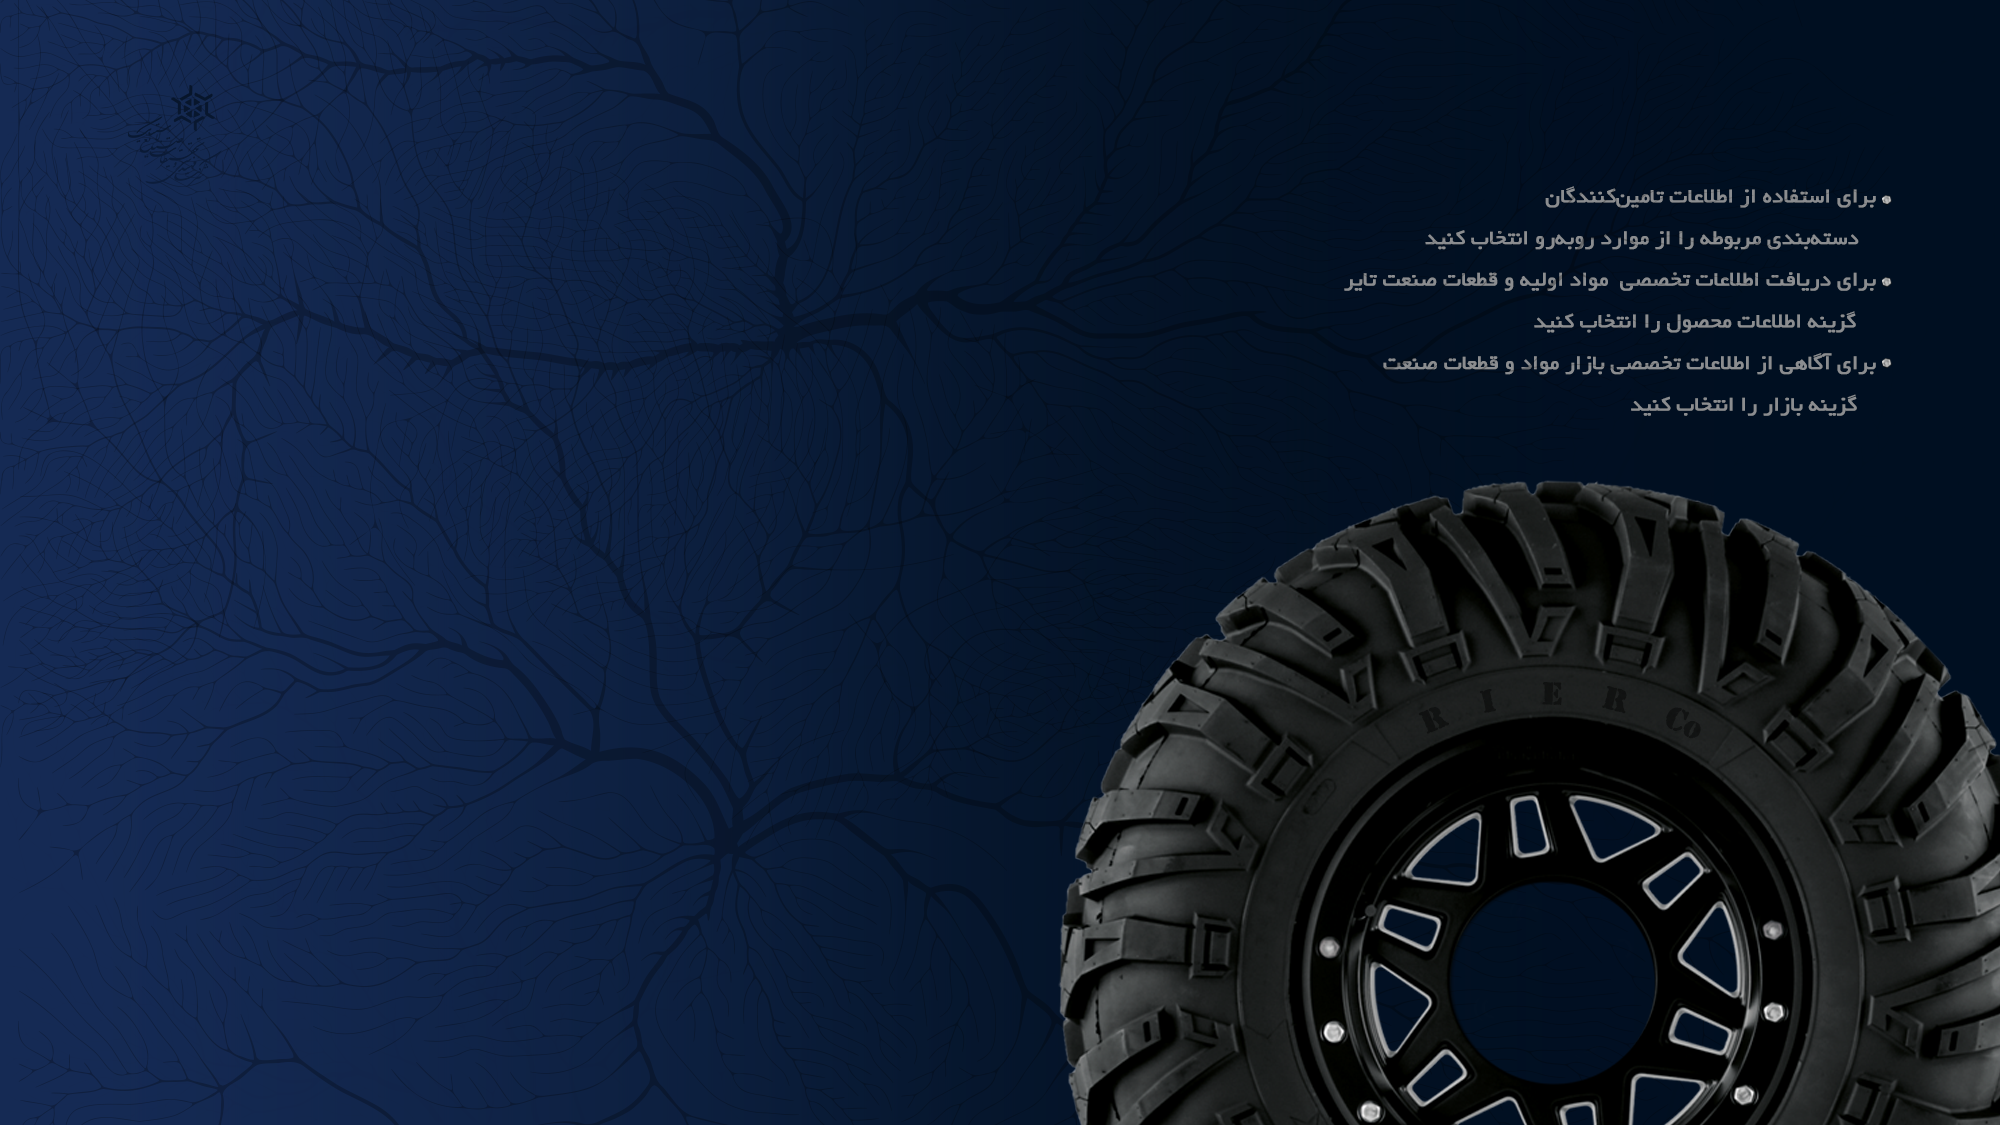 برای استفاده از اطلاعات تامین‌کنندگان
دسته‌بندی مربوطه را از موارد روبه‌رو انتخاب کنید
برای دریافت اطلاعات تخصصی مواد اولیه و قطعات صنعت تایر
گزینه اطلاعات محصول را انتخاب کنید
برای آگاهی از اطلاعات تخصصی بازار مواد و قطعات صنعت
گزینه بازار را انتخاب کنید
R I E R Co